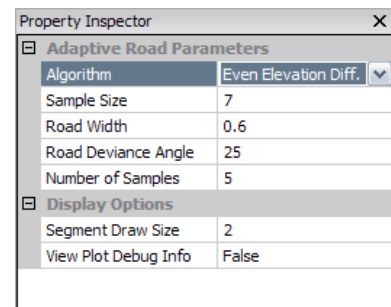 Property Inspector
Adaptive Road Parameters
Algorithm Even Elevation Diff.
Sample Size 7
Road Width 0.6
Road Deviance Angle 25
Number of Samples 5
Display Options
Segment Draw Size 2
View Plot Debug Info False